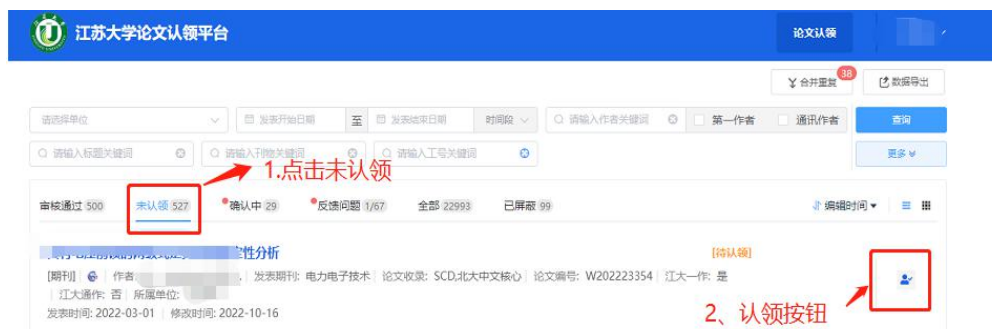 江苏大学论文认领平台
论文认领
合并重复 38 数据导出
请选择单位 发表开始日期 至 发表结束日期 时间段 请输入作者关键词 第一作者 通讯作者 查询
请输入标题关键词 请输入刊物关键词 请输入工号关键词 更多
1.点击未认领
审核通过 500 未认领 527 确认中 29 反馈问题 1/67 全部 22993 已屏蔽 99 编辑时间
定性分析 [待认领]
[期刊] 作者 发表期刊: 电力电子技术 论文收录: SCD,北大中文核心 论文编号: W202223354 江大一作: 是
江大通作: 否 所属单位:
发表时间: 2022-03-01 修改时间: 2022-10-16
2、认领按钮